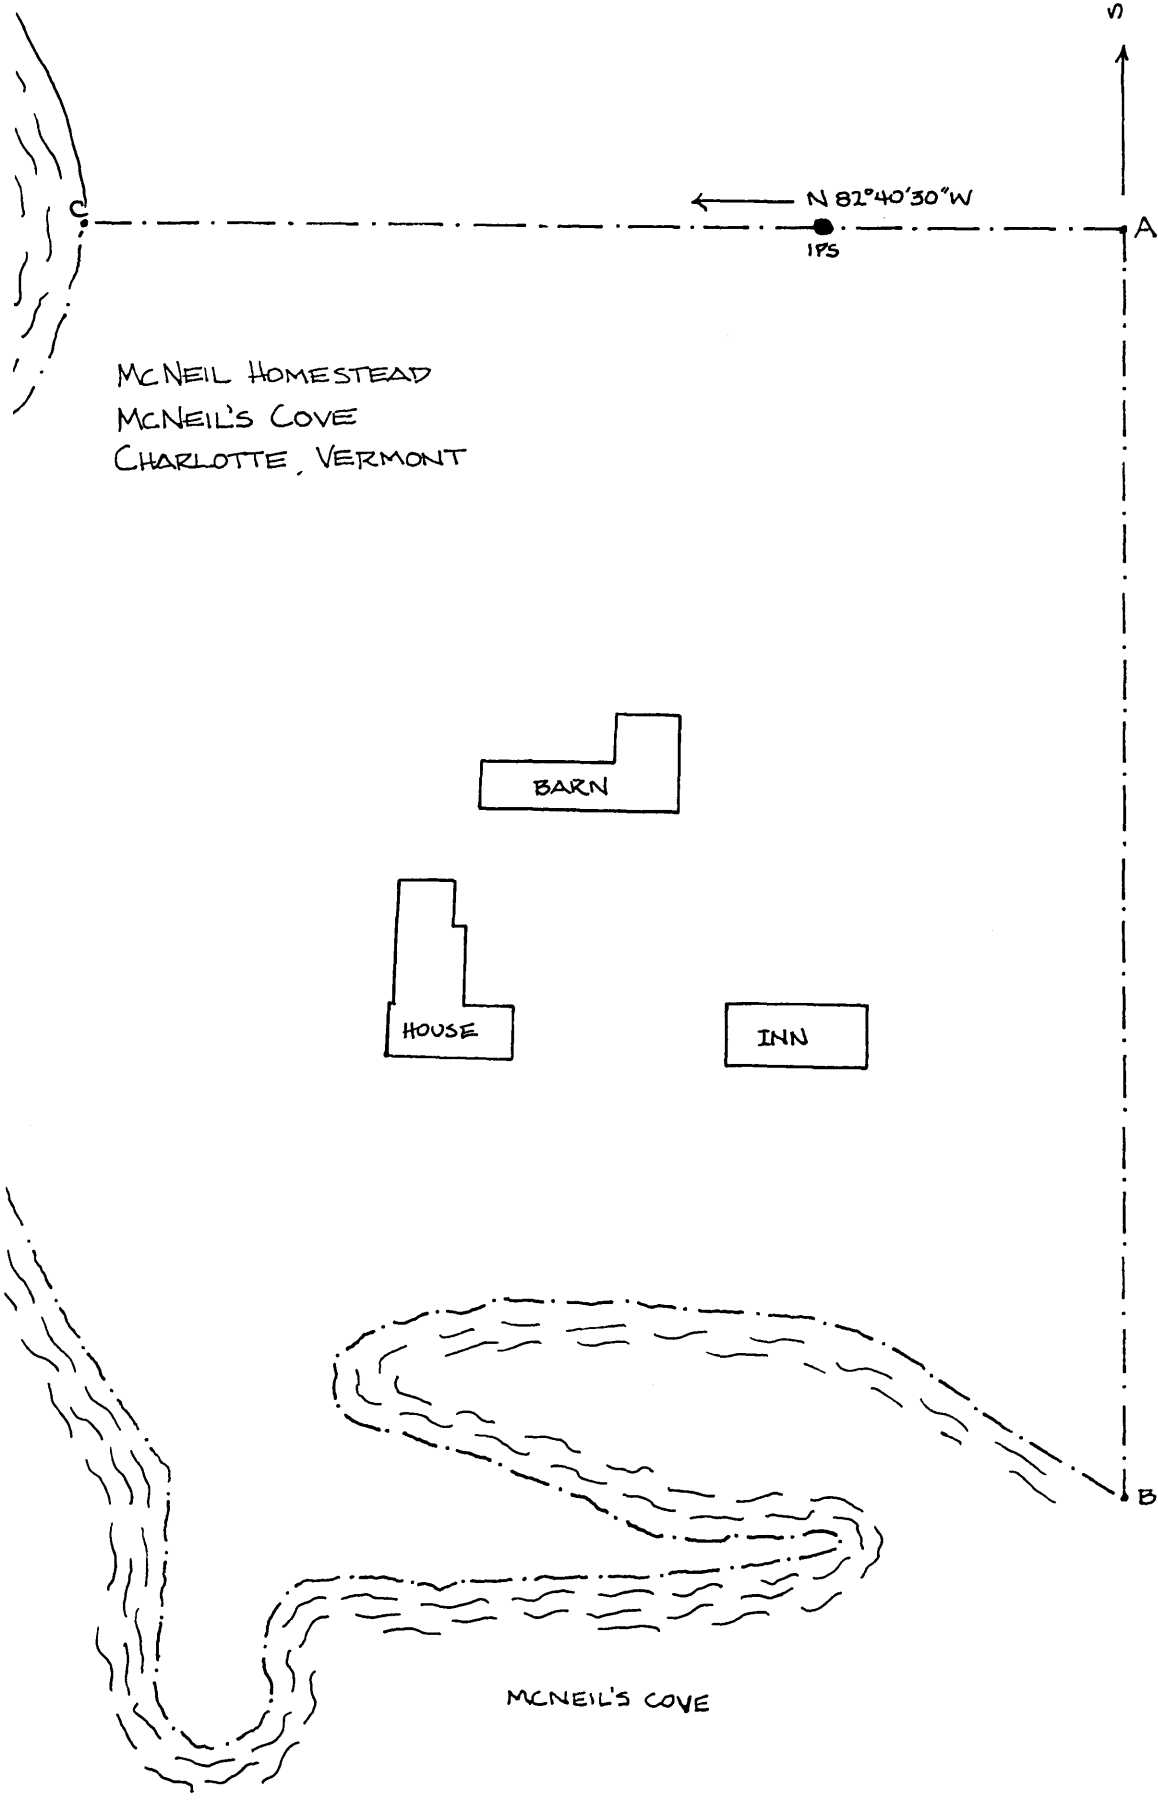 S
C
N 82°40'30"W
A
IPS
McNEIL HOMESTEAD
McNEIL'S COVE
CHARLOTTE, VERMONT
BARN
HOUSE
INN
B
McNEIL'S COVE